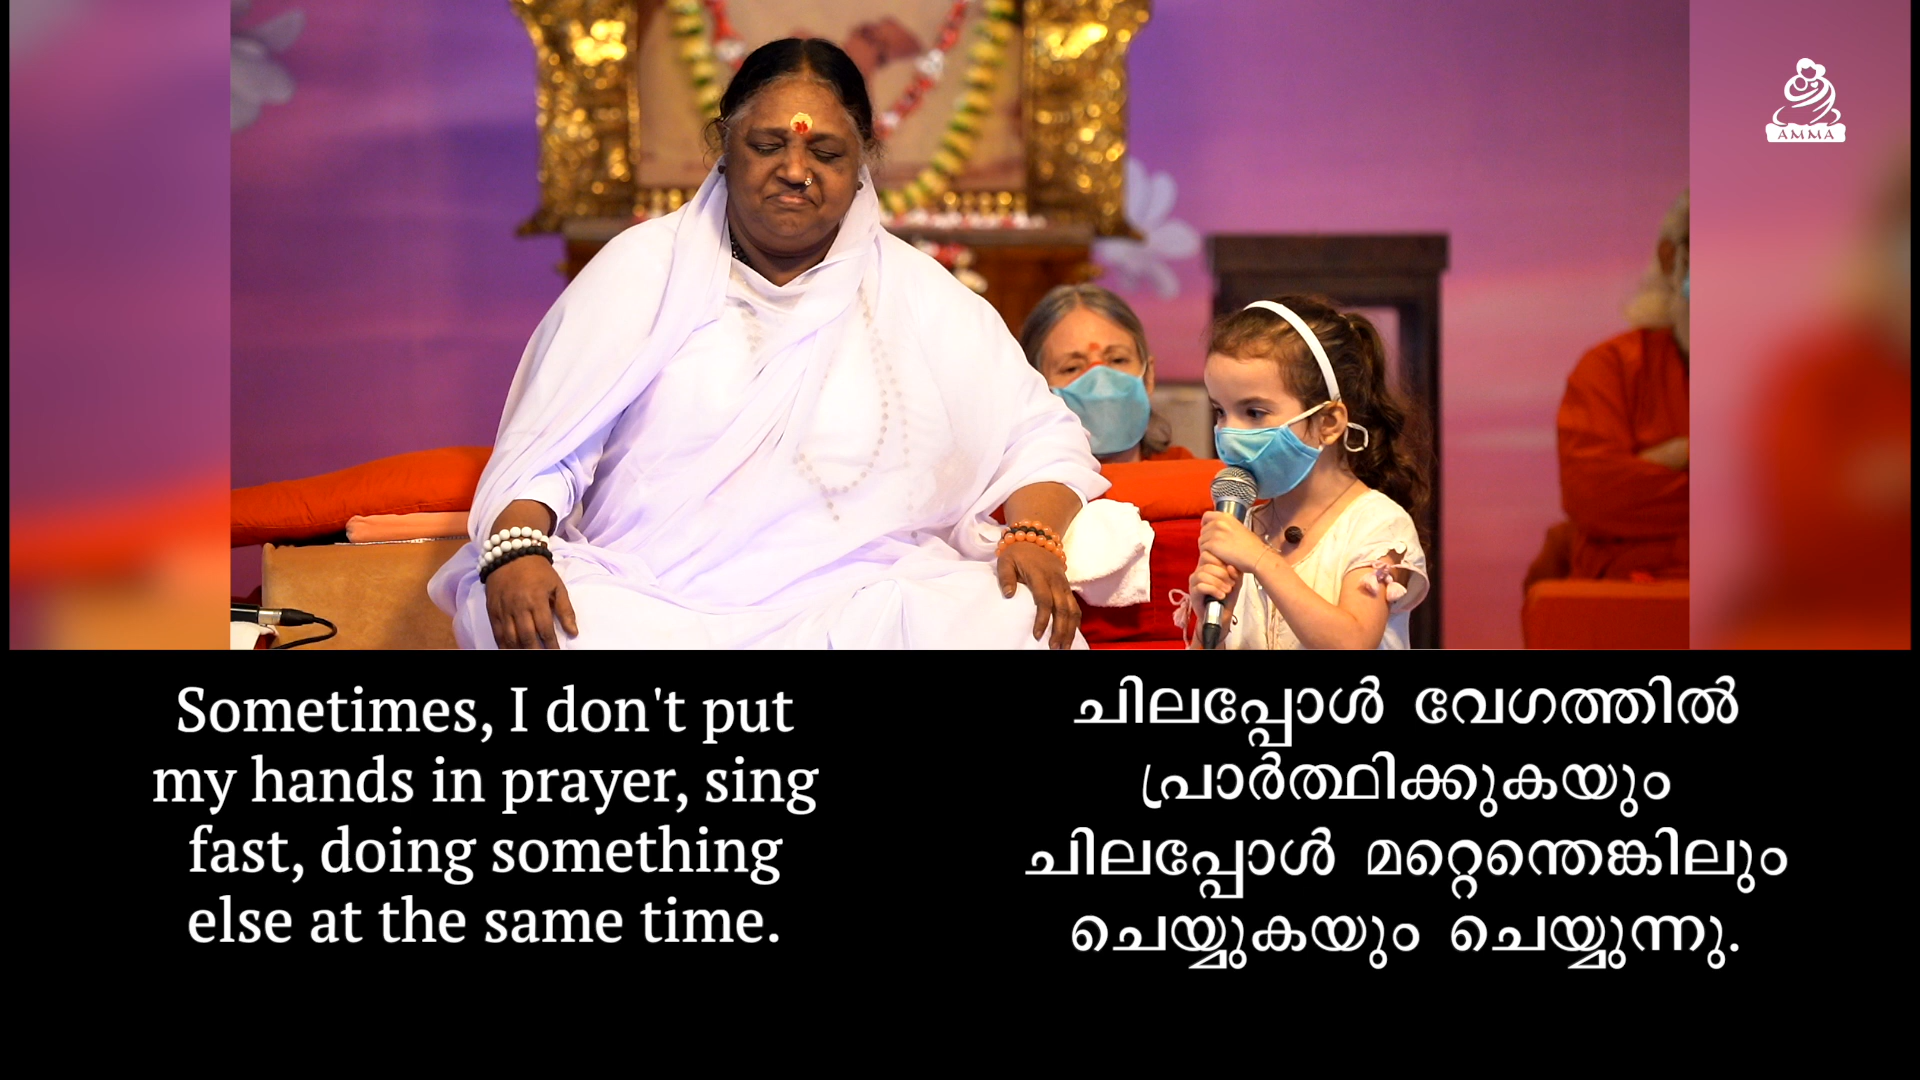 AMMA
Sometimes, I don't put
my hands in prayer, sing
fast, doing something
else at the same time.
ചിലപ്പോൾ വേഗത്തിൽ
പ്രാർത്ഥിക്കുകയും
ചിലപ്പോൾ മറ്റെന്തെങ്കിലും
ചെയ്യുകയും ചെയ്യുന്നു.